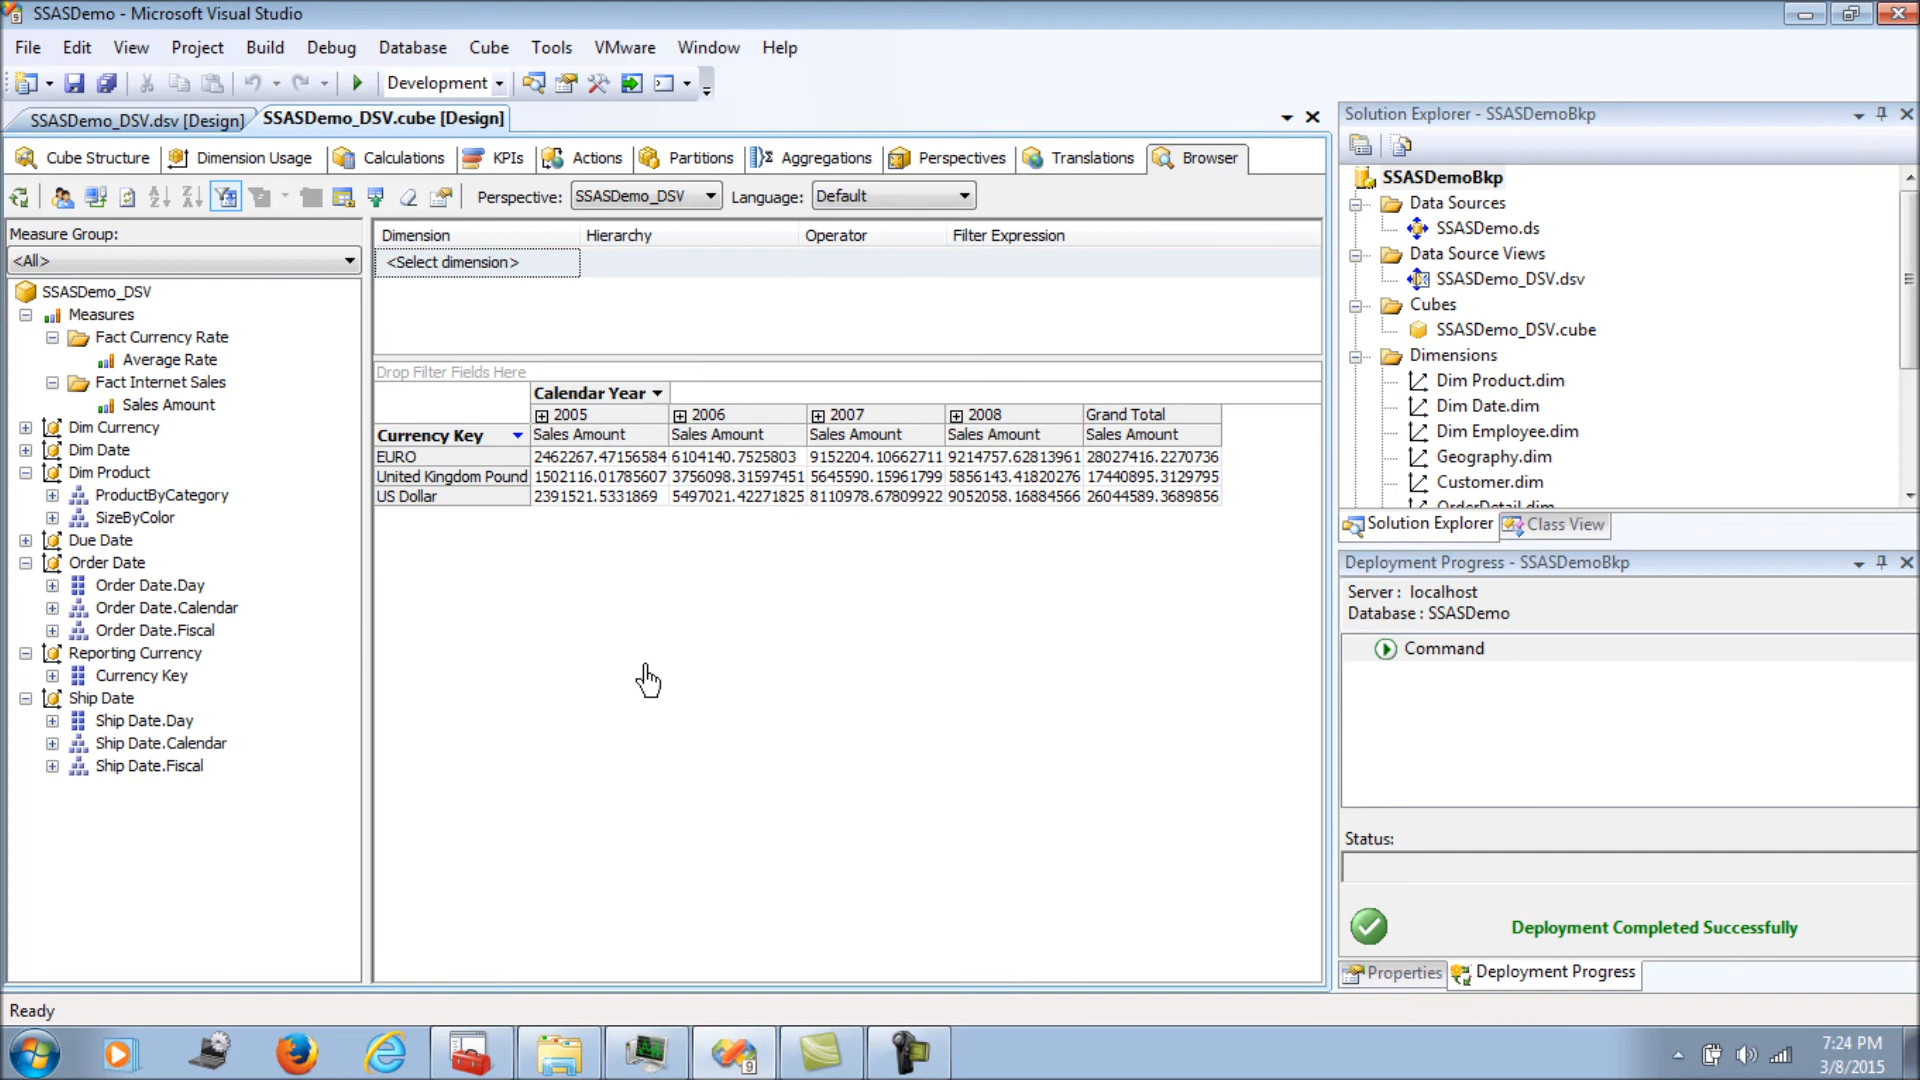 SSASDemo - Microsoft Visual Studio
File Edit View Project Build Debug Database Cube Tools VMware Window Help
Development
SSASDemo_DSV.dsv [Design] SSASDemo_DSV.cube [Design]
Cube Structure Dimension Usage Calculations KPIs Actions Partitions Aggregations Perspectives Translations Browser
Perspective: SSASDemo_DSV Language: Default
Measure Group:
<All>
SSASDemo_DSV
Measures
Fact Currency Rate
Average Rate
Fact Internet Sales
Sales Amount
Dim Currency
Dim Date
Dim Product
ProductByCategory
SizeByColor
Due Date
Order Date
Order Date.Day
Order Date.Calendar
Order Date.Fiscal
Reporting Currency
Currency Key
Ship Date
Ship Date.Day
Ship Date.Calendar
Ship Date.Fiscal
Dimension Hierarchy Operator Filter Expression
<Select dimension>
Drop Filter Fields Here
Calendar Year
2005 2006 2007 2008 Grand Total
Currency Key Sales Amount Sales Amount Sales Amount Sales Amount Sales Amount
EURO 2462267.47156584 6104140.7525803 9152204.10662711 9214757.62813961 28027416.2270736
United Kingdom Pound 1502116.01785607 3756098.31597451 5645590.15961799 5856143.41820276 17440895.3129795
US Dollar 2391521.5331869 5497021.42271825 8110978.67809922 9052058.16884566 26044589.3689856
Solution Explorer - SSASDemoBkp
SSASDemoBkp
Data Sources
SSASDemo.ds
Data Source Views
SSASDemo_DSV.dsv
Cubes
SSASDemo_DSV.cube
Dimensions
Dim Product.dim
Dim Date.dim
Dim Employee.dim
Geography.dim
Customer.dim
OrderDetail.dim
Solution Explorer Class View
Deployment Progress - SSASDemoBkp
Server : localhost
Database : SSASDemo
Command
Status:
Deployment Completed Successfully
Properties Deployment Progress
Ready
9
7:24 PM
3/8/2015